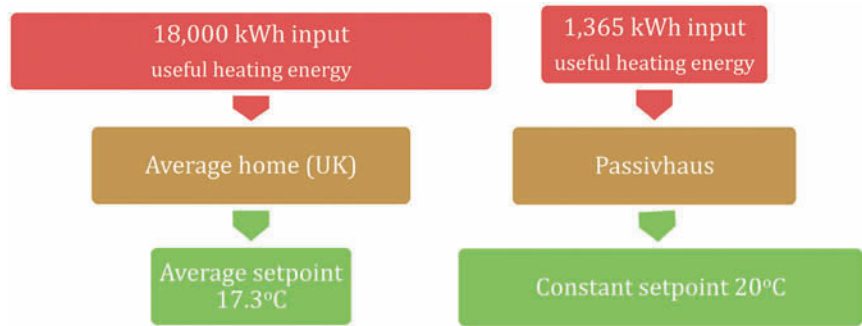 18,000 kWh input
useful heating energy
1,365 kWh input
useful heating energy
Average home (UK)
Passivhaus
Average setpoint
17.3°C
Constant setpoint 20°C